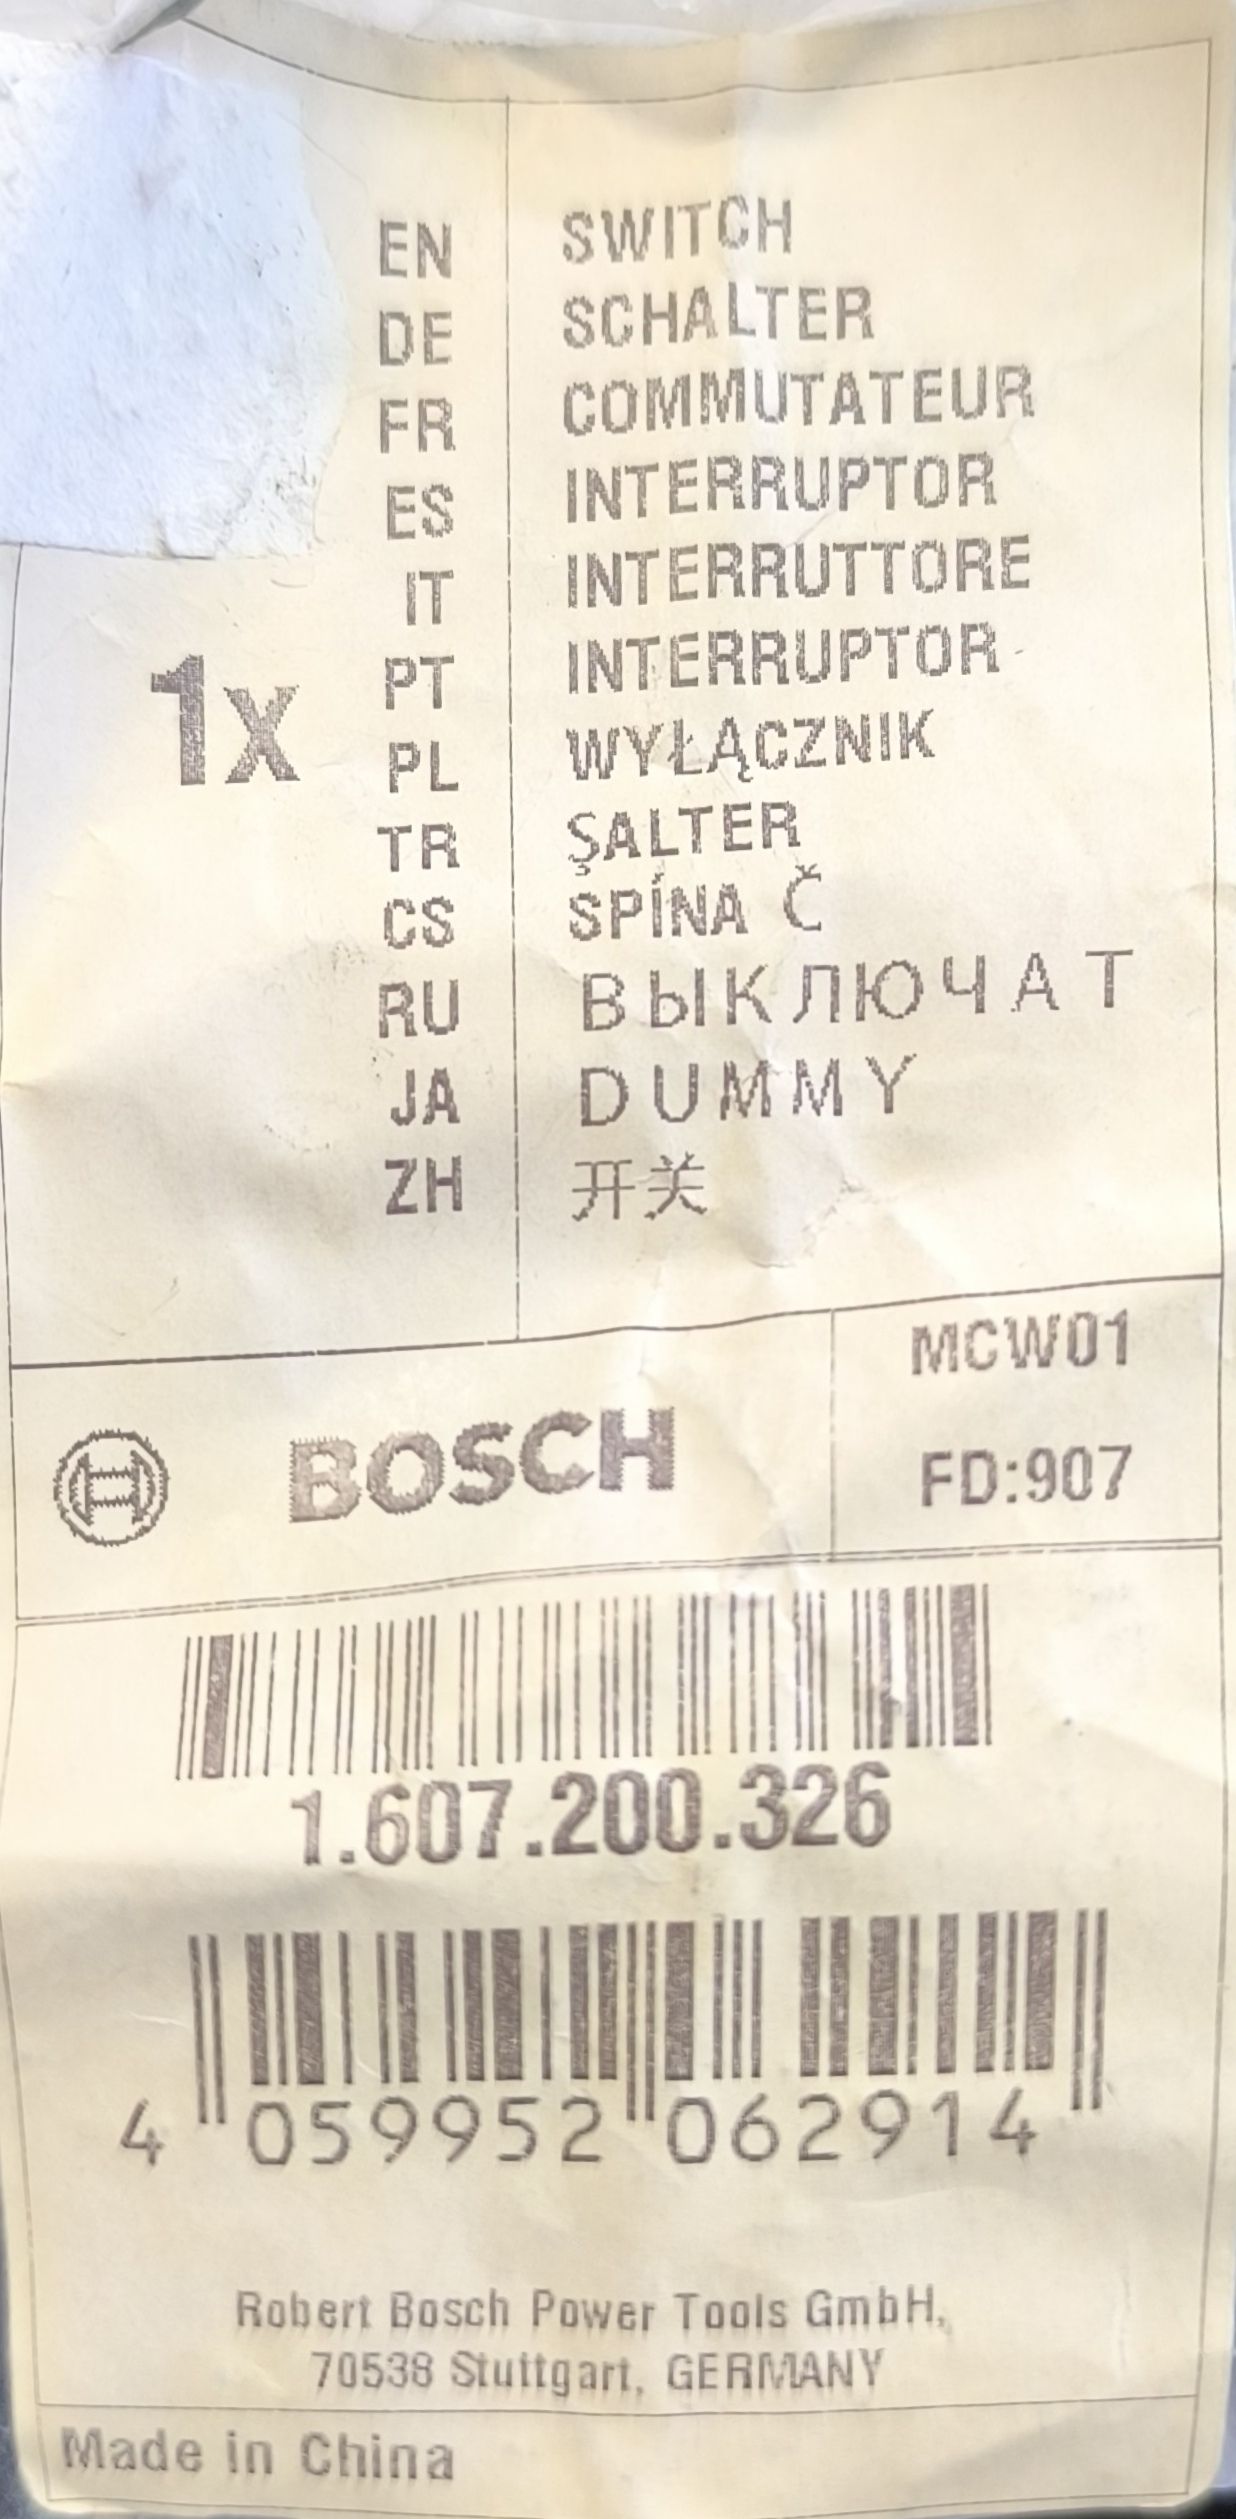 EN SWITCH
DE SCHALTER
FR COMMUTATEUR
ES INTERRUPTOR
IT INTERRUTTORE
1x
PT INTERRUPTOR
PL WYŁĄCZNIK
TR ŞALTER
CS SPÍNA Č
RU ВЫКЛЮЧАТ
JA DUMMY
ZH 开关
MCW01
BOSCH
FD:907
1.607.200.326
4 059952 062914
Robert Bosch Power Tools GmbH,
70538 Stuttgart, GERMANY
Made in China